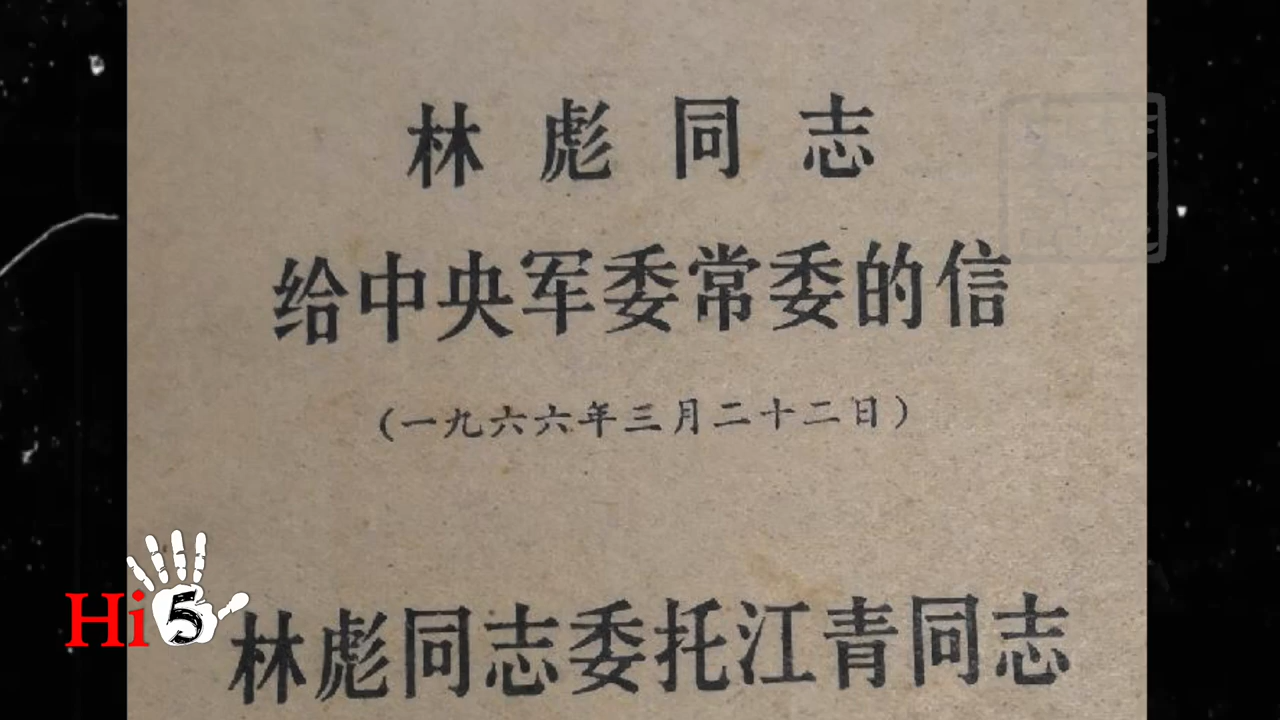 林彪同志
给中央军委常委的信
（一九六六年三月二十二日）
Hi5
林彪同志委托江青同志